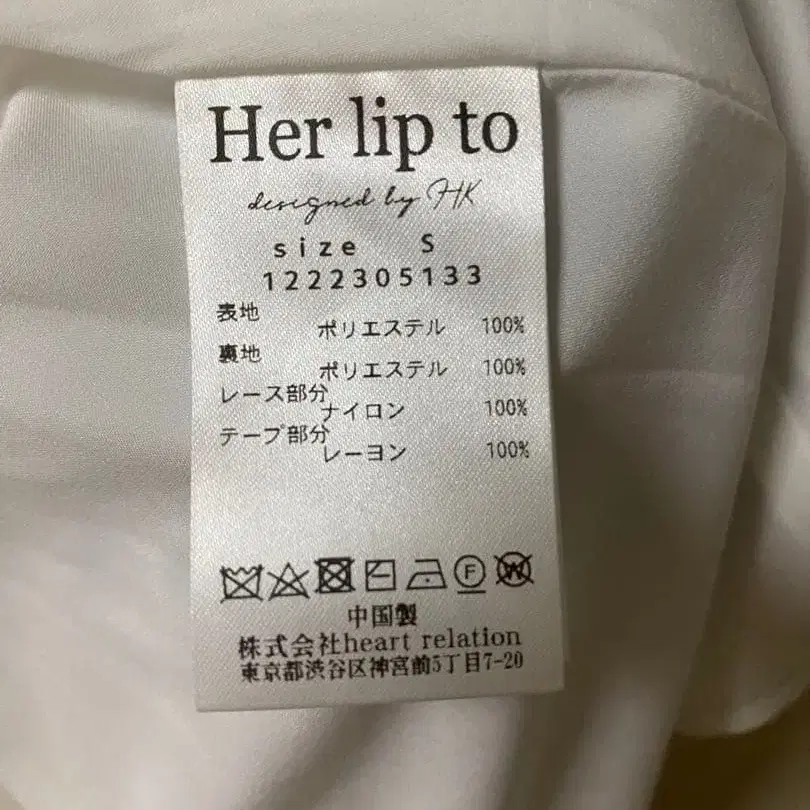 Her lip to
designed by HK
size S
1222305133
表地
ポリエステル 100%
裏地
ポリエステル 100%
レース部分
ナイロン 100%
テープ部分
レーヨン 100%
F W
中国製
株式会社heart relation
東京都渋谷区神宮前5丁目7-20